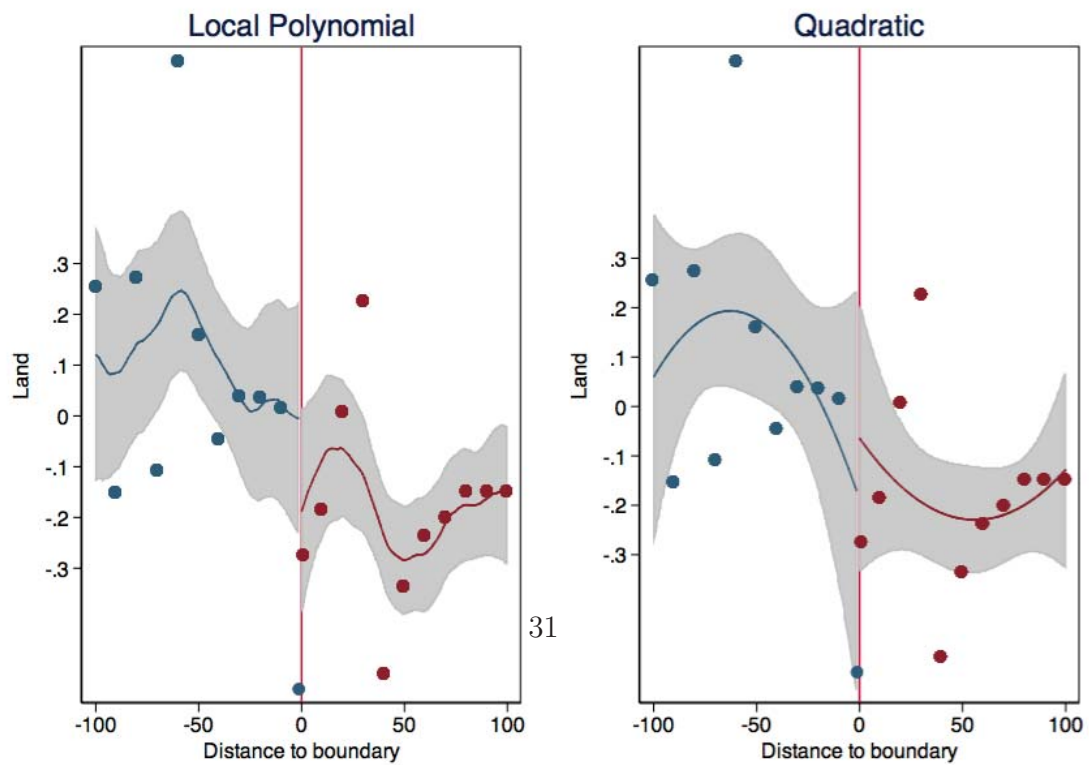 Local Polynomial
Land
.3
.2
.1
0
-.1
-.2
-.3
-100 -50 0 50 100
Distance to boundary
Quadratic
Land
.3
.2
.1
0
-.1
-.2
-.3
-100 -50 0 50 100
Distance to boundary
31